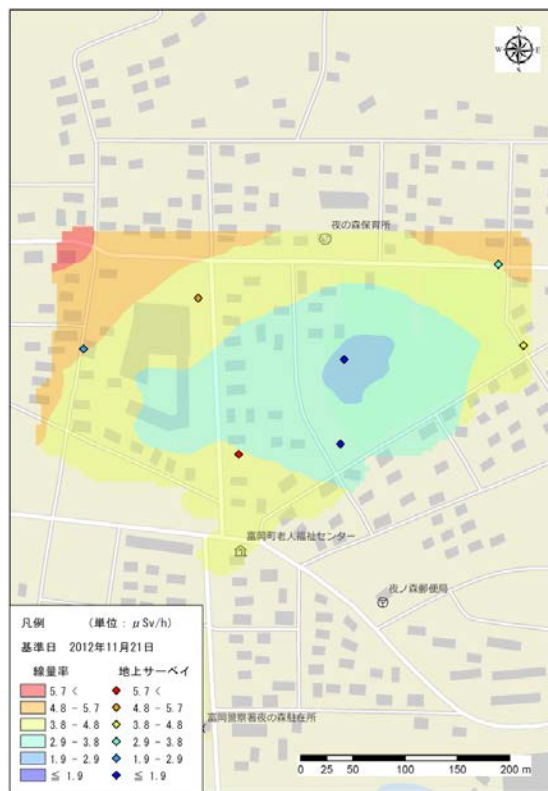 N
W E
S
夜の森保育所
富岡町老人福祉センター
夜ノ森郵便局
富岡警察署夜の森駐在所
凡例 (単位：μSv/h)
基準日 2012年11月21日
線量率 地上サーベイ
5.7 < 5.7 <
4.8 - 5.7 4.8 - 5.7
3.8 - 4.8 3.8 - 4.8
2.9 - 3.8 2.9 - 3.8
1.9 - 2.9 1.9 - 2.9
≦ 1.9 ≦ 1.9
0 25 50 100 150 200 m